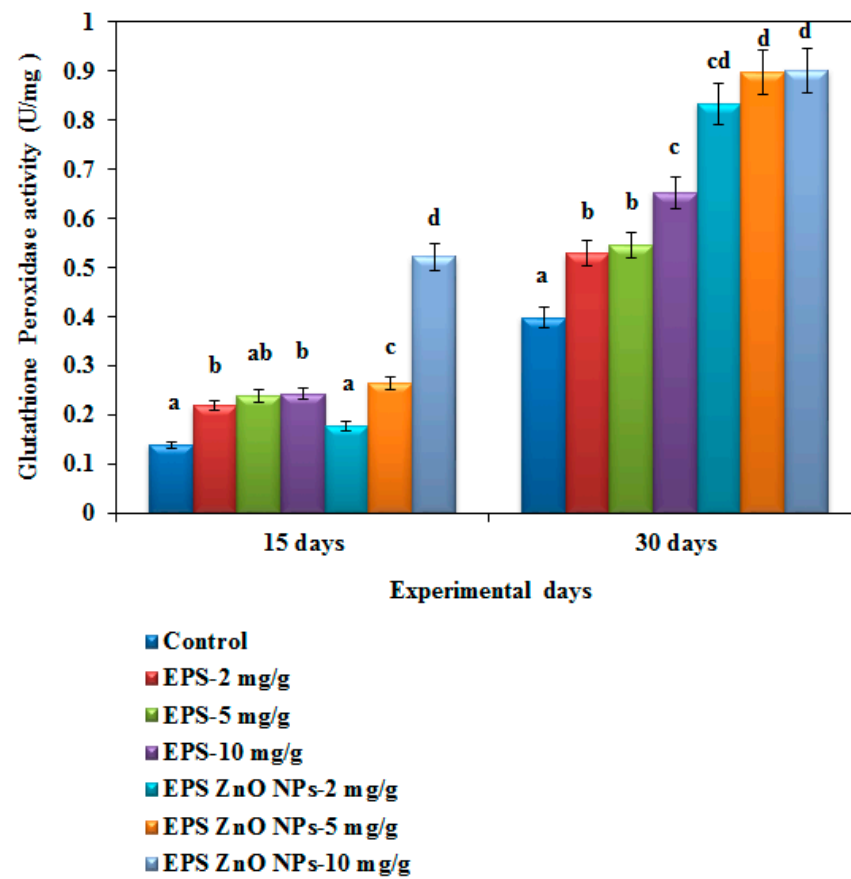 Glutathione Peroxidase activity (U/mg )
1
0.9
0.8
0.7
0.6
0.5
0.4
0.3
0.2
0.1
0
a
b
ab
b
a
c
d
a
b
b
c
cd
d
d
15 days
30 days
Experimental days
Control
EPS-2 mg/g
EPS-5 mg/g
EPS-10 mg/g
EPS ZnO NPs-2 mg/g
EPS ZnO NPs-5 mg/g
EPS ZnO NPs-10 mg/g